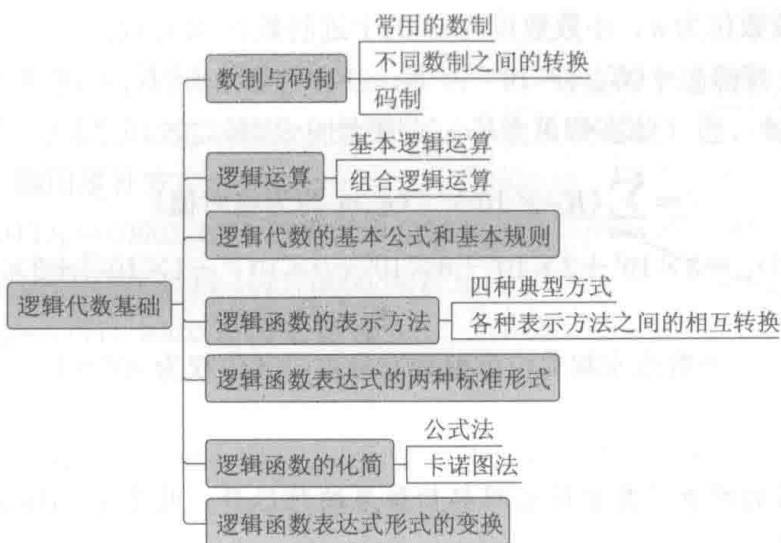 常用的数制
不同数制之间的转换
数制与码制
码制
基本逻辑运算
逻辑运算
组合逻辑运算
逻辑代数的基本公式和基本规则
四种典型方式
逻辑代数基础
逻辑函数的表示方法
各种表示方法之间的相互转换
逻辑函数表达式的两种标准形式
公式法
逻辑函数的化简
卡诺图法
逻辑函数表达式形式的变换